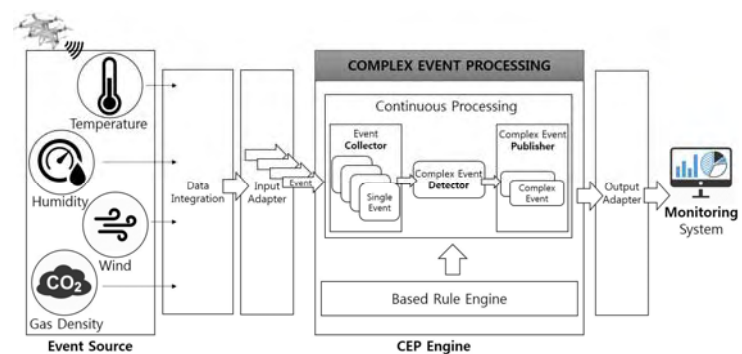 COMPLEX EVENT PROCESSING
Continuous Processing
Temperature
Humidity
Wind
CO₂
Gas Density
Event Source
Data
Integration
Input
Adapter
Event
Event
Collector
Single
Event
Complex Event
Detector
Complex Event
Publisher
Complex
Event
Based Rule Engine
CEP Engine
Output
Adapter
Monitoring
System